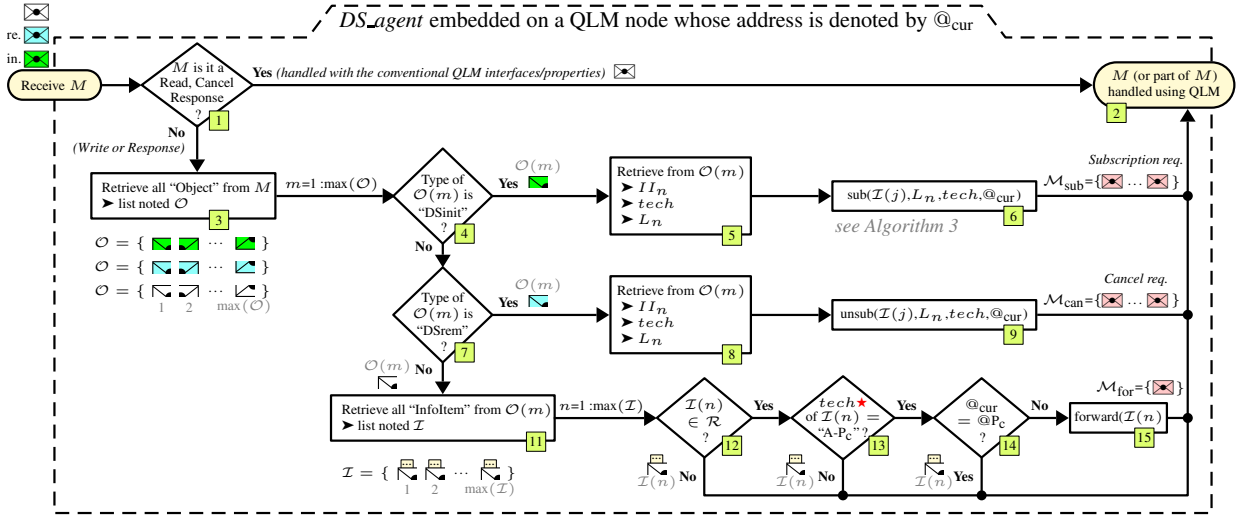 DS_agent embedded on a QLM node whose address is denoted by @cur
re.
in.
Receive M
M is it a
Read, Cancel
Response
?
1
Yes (handled with the conventional QLM interfaces/properties)
M (or part of M)
handled using QLM
2
No
(Write or Response)
Retrieve all “Object” from M
➤ list noted O
3
m=1 :max(O)
Type of
O(m) is
“DSinit”
?
4
Yes
O(m)
Retrieve from O(m)
➤ IIn
➤ tech
➤ Ln
5
sub(I(j),Ln,tech,@cur)
6
see Algorithm 3
Subscription req.
Msub={ ... }
O = { ... }
O = { ... }
O = { ... }
1 2 max(O)
No
Type of
O(m) is
“DSrem”
?
7
Yes
O(m)
Retrieve from O(m)
➤ IIn
➤ tech
➤ Ln
8
unsub(I(j),Ln,tech,@cur)
9
Cancel req.
Mcan={ ... }
O(m)
No
Retrieve all “InfoItem” from O(m)
➤ list noted I
11
n=1 :max(I)
I(n)
∈ R
?
12
Yes
tech★
of I(n) =
“A-Pc”?
13
Yes
@cur
= @Pc
?
14
No
Mfor={ }
forward(I(n))
15
I = { ... }
1 2 max(I)
I(n) No
I(n) No
I(n) Yes